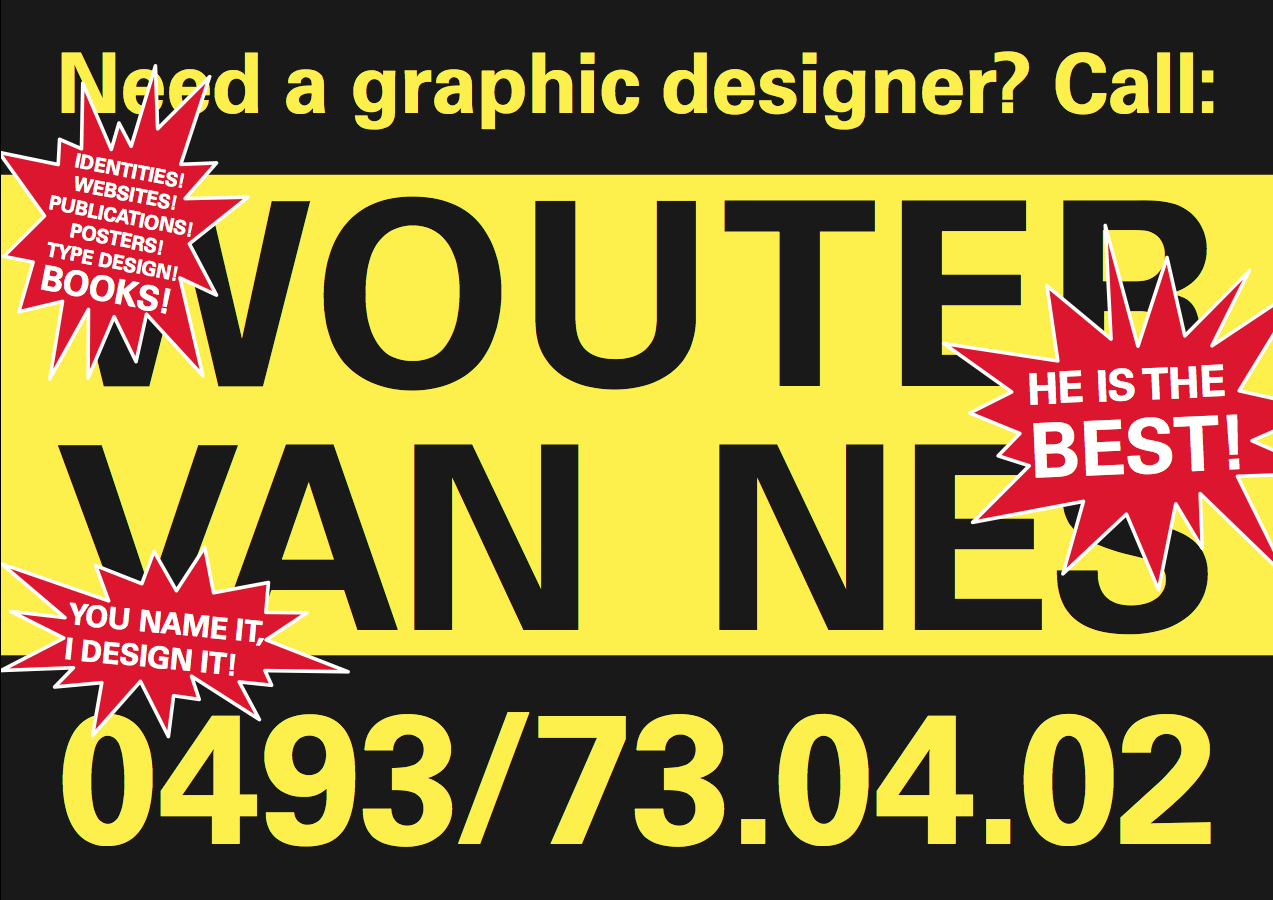 Need a graphic designer? Call:
IDENTITIES!
WEBSITES!
PUBLICATIONS!
POSTERS!
TYPE DESIGN!
BOOKS!
WOUTER
HE IS THE
BEST!
VAN NES
YOU NAME IT,
I DESIGN IT!
0493/73.04.02